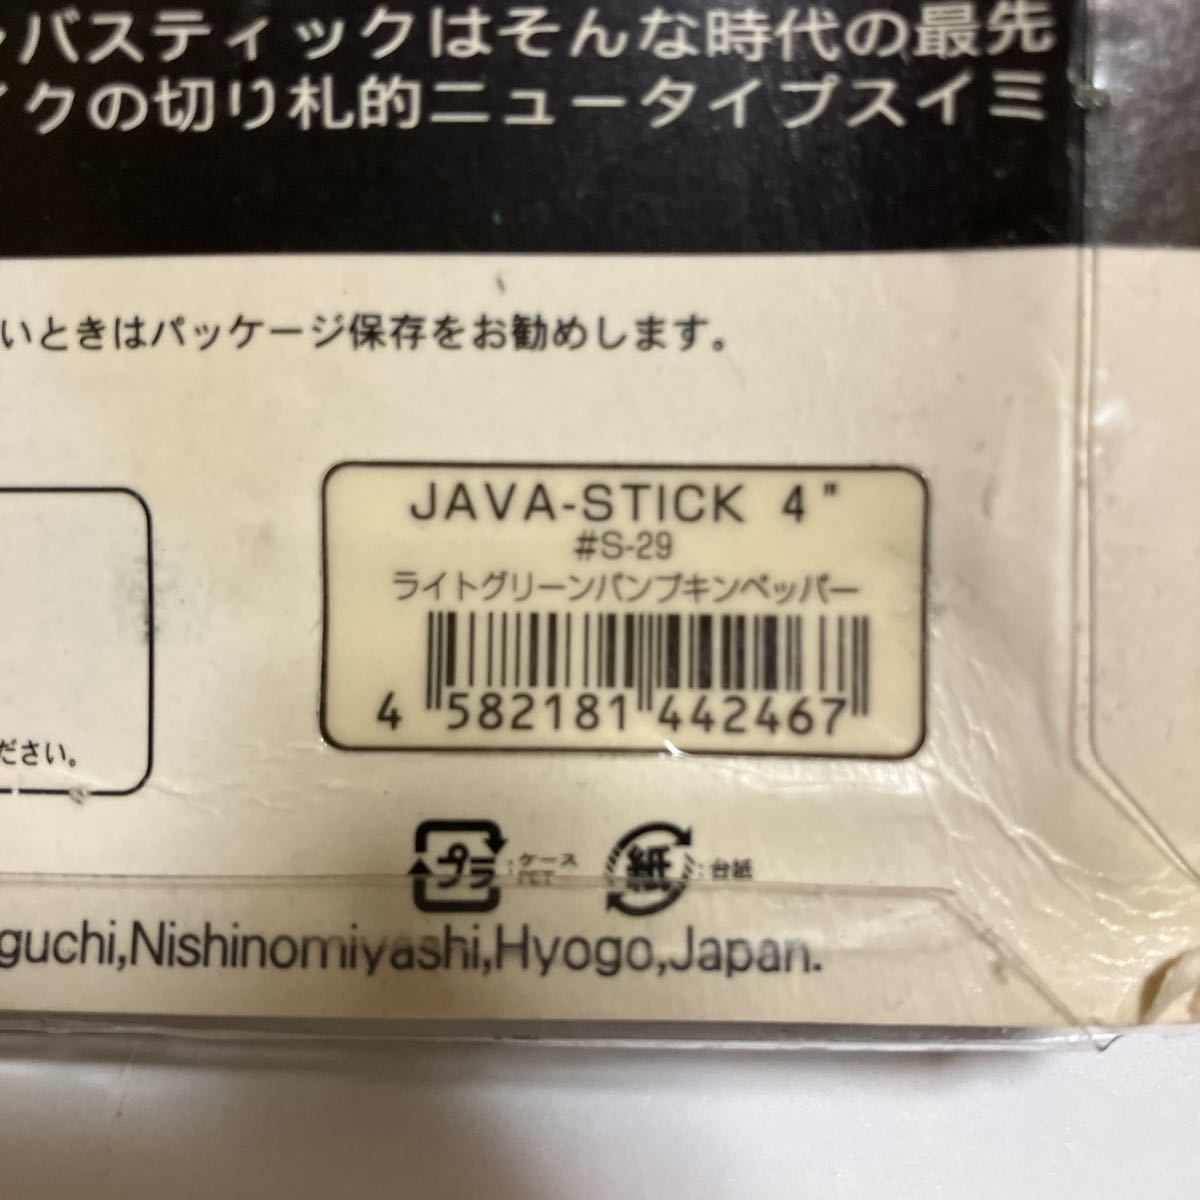 バスティックはそんな時代の最先
イクの切り札的ニュータイプスイミ
いときはパッケージ保存をお勧めします。
ださい。
JAVA-STICK 4"
#S-29
ライトグリーンパンプキンペッパー
4 582181 442467
プラ :ケース PET 紙 :台紙
guchi,Nishinomiyashi,Hyogo,Japan.